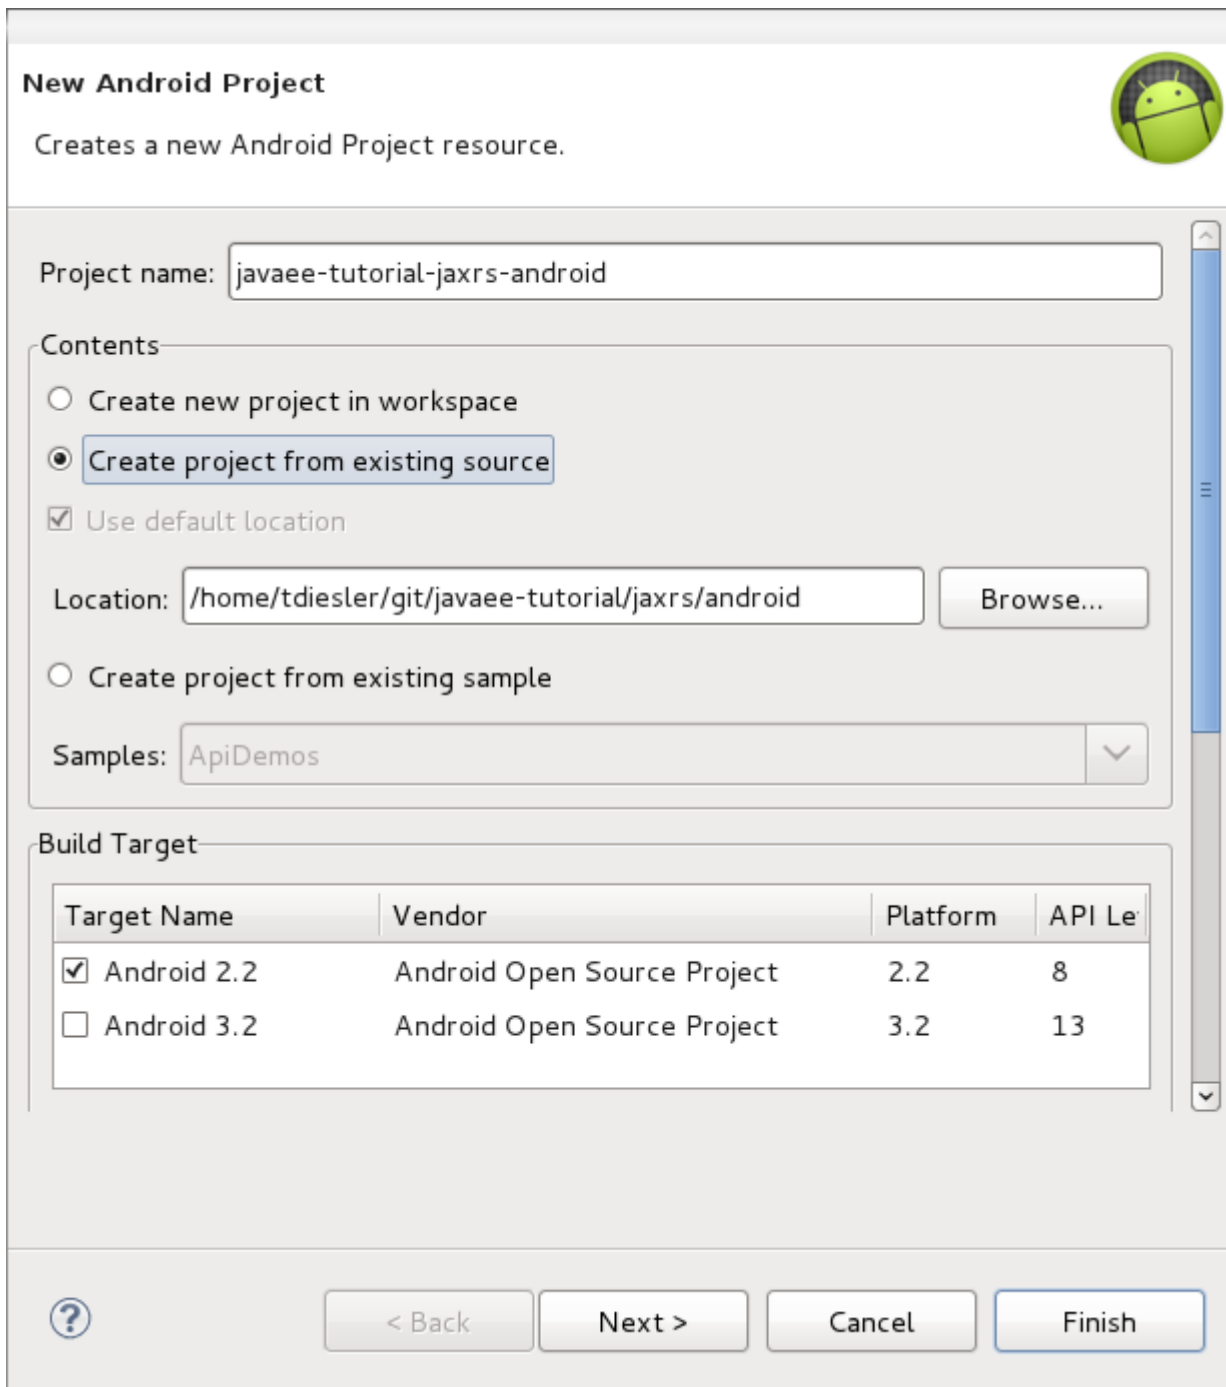 New Android Project
Creates a new Android Project resource.
Project name: javaee-tutorial-jaxrs-android
Contents
Create new project in workspace
Create project from existing source
Use default location
Location: /home/tdiesler/git/javaee-tutorial/jaxrs/android Browse...
Create project from existing sample
Samples: ApiDemos
Build Target
Target Name Vendor Platform API Le
Android 2.2 Android Open Source Project 2.2 8
Android 3.2 Android Open Source Project 3.2 13
? < Back Next > Cancel Finish